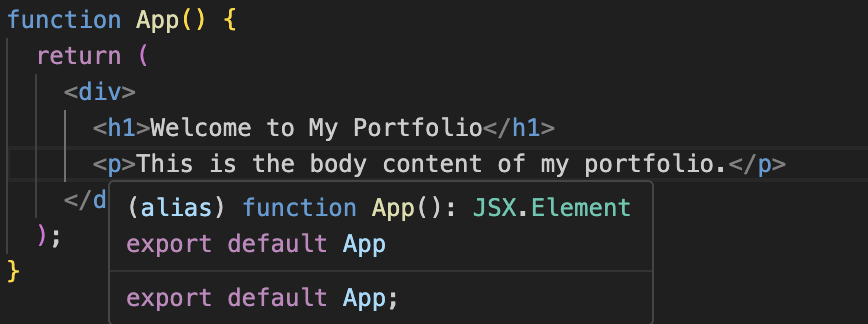 function App() {
return (
<div>
<h1>Welcome to My Portfolio</h1>
<p>This is the body content of my portfolio.</p>
</d
(alias) function App(): JSX.Element
);
export default App
}
export default App;